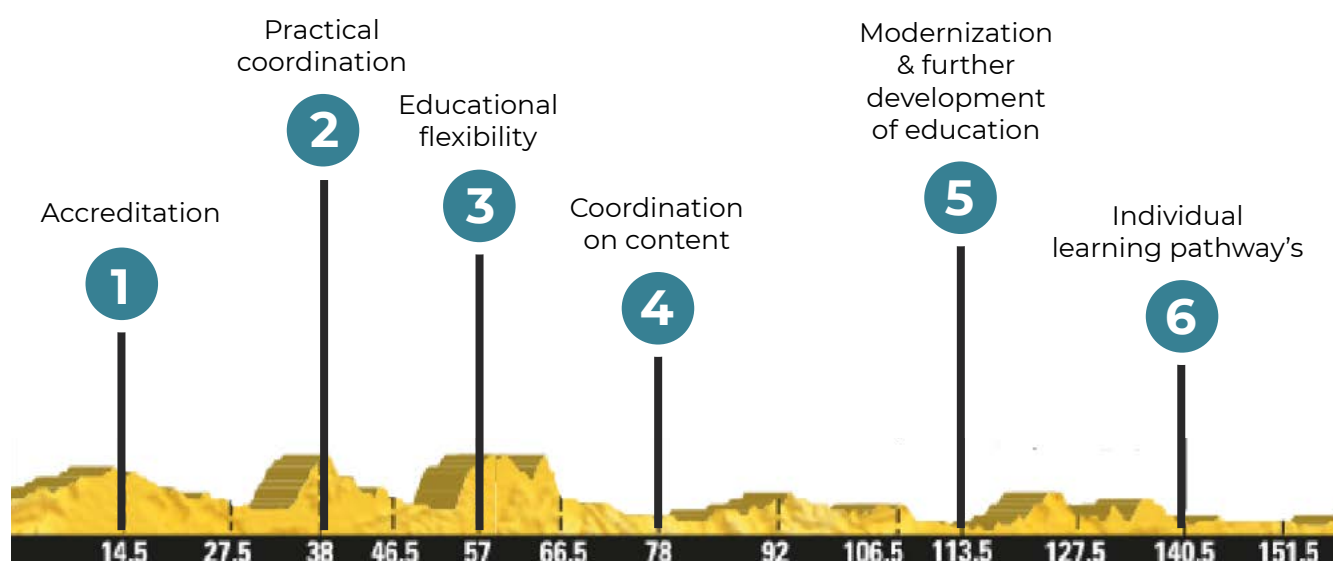 Accreditation
1
Practical
coordination
2
Educational
flexibility
3
Coordination
on content
4
Modernization
& further
development
of education
5
Individual
learning pathway's
6
14.5 27.5 38 46.5 57 66.5 78 92 106.5 113.5 127.5 140.5 151.5